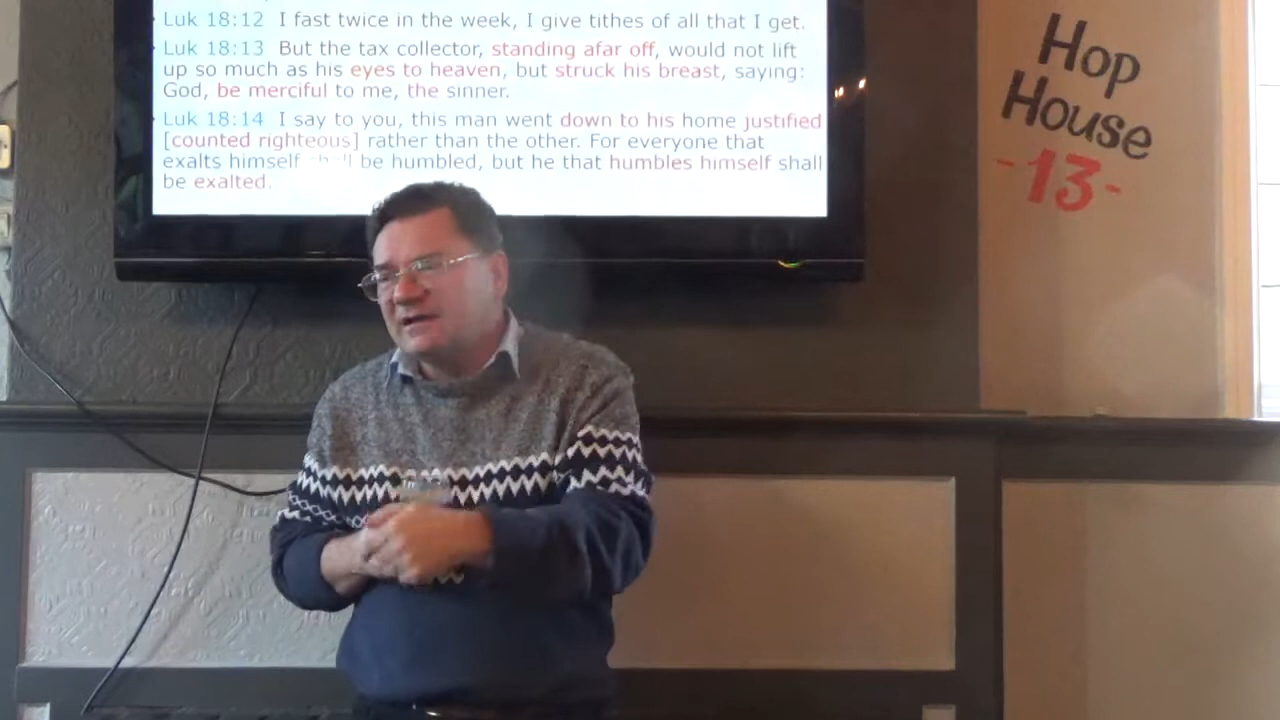 Luk 18:12 I fast twice in the week, I give tithes of all that I get.
Luk 18:13 But the tax collector, standing afar off, would not lift
up so much as his eyes to heaven, but struck his breast, saying:
God, be merciful to me, the sinner.
Luk 18:14 I say to you, this man went down to his home justified
[counted righteous] rather than the other. For everyone that
exalts himself shall be humbled, but he that humbles himself shall
be exalted.
Hop
House
-13-